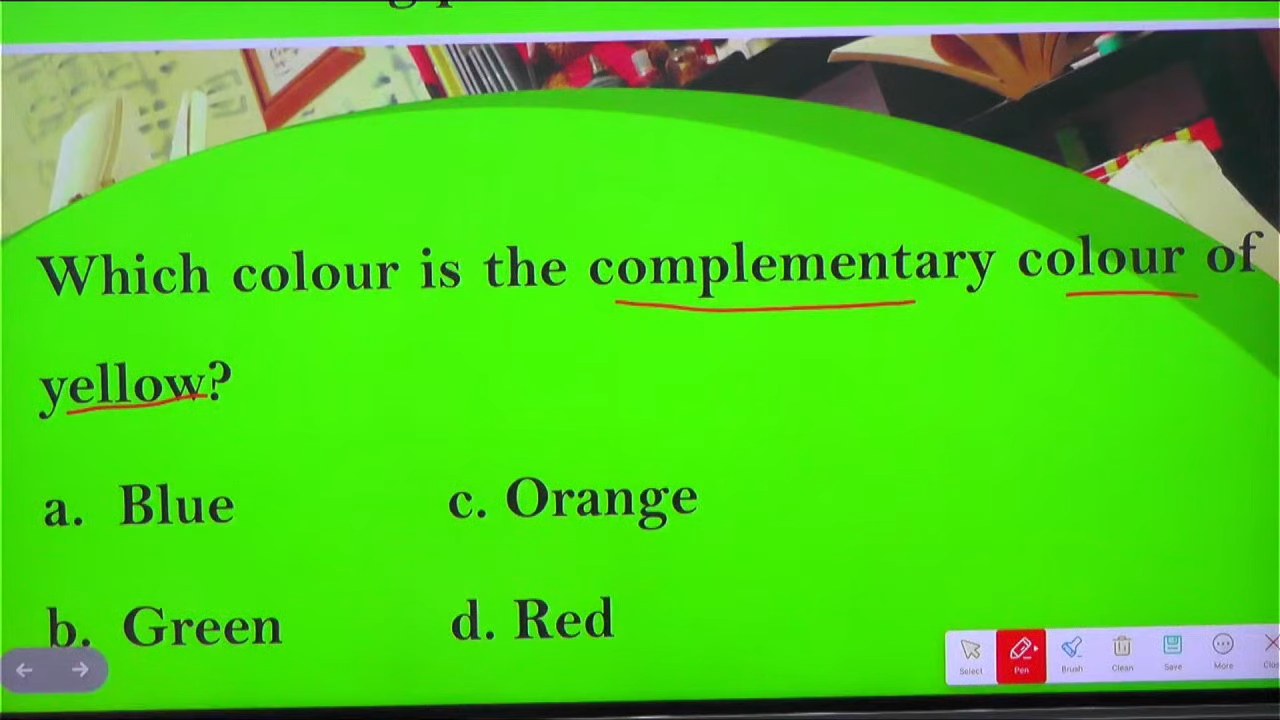 Which colour is the complementary colour of
yellow?
a. Blue
c. Orange
b. Green
d. Red
Select
Pen
Brush
Clean
Save
More